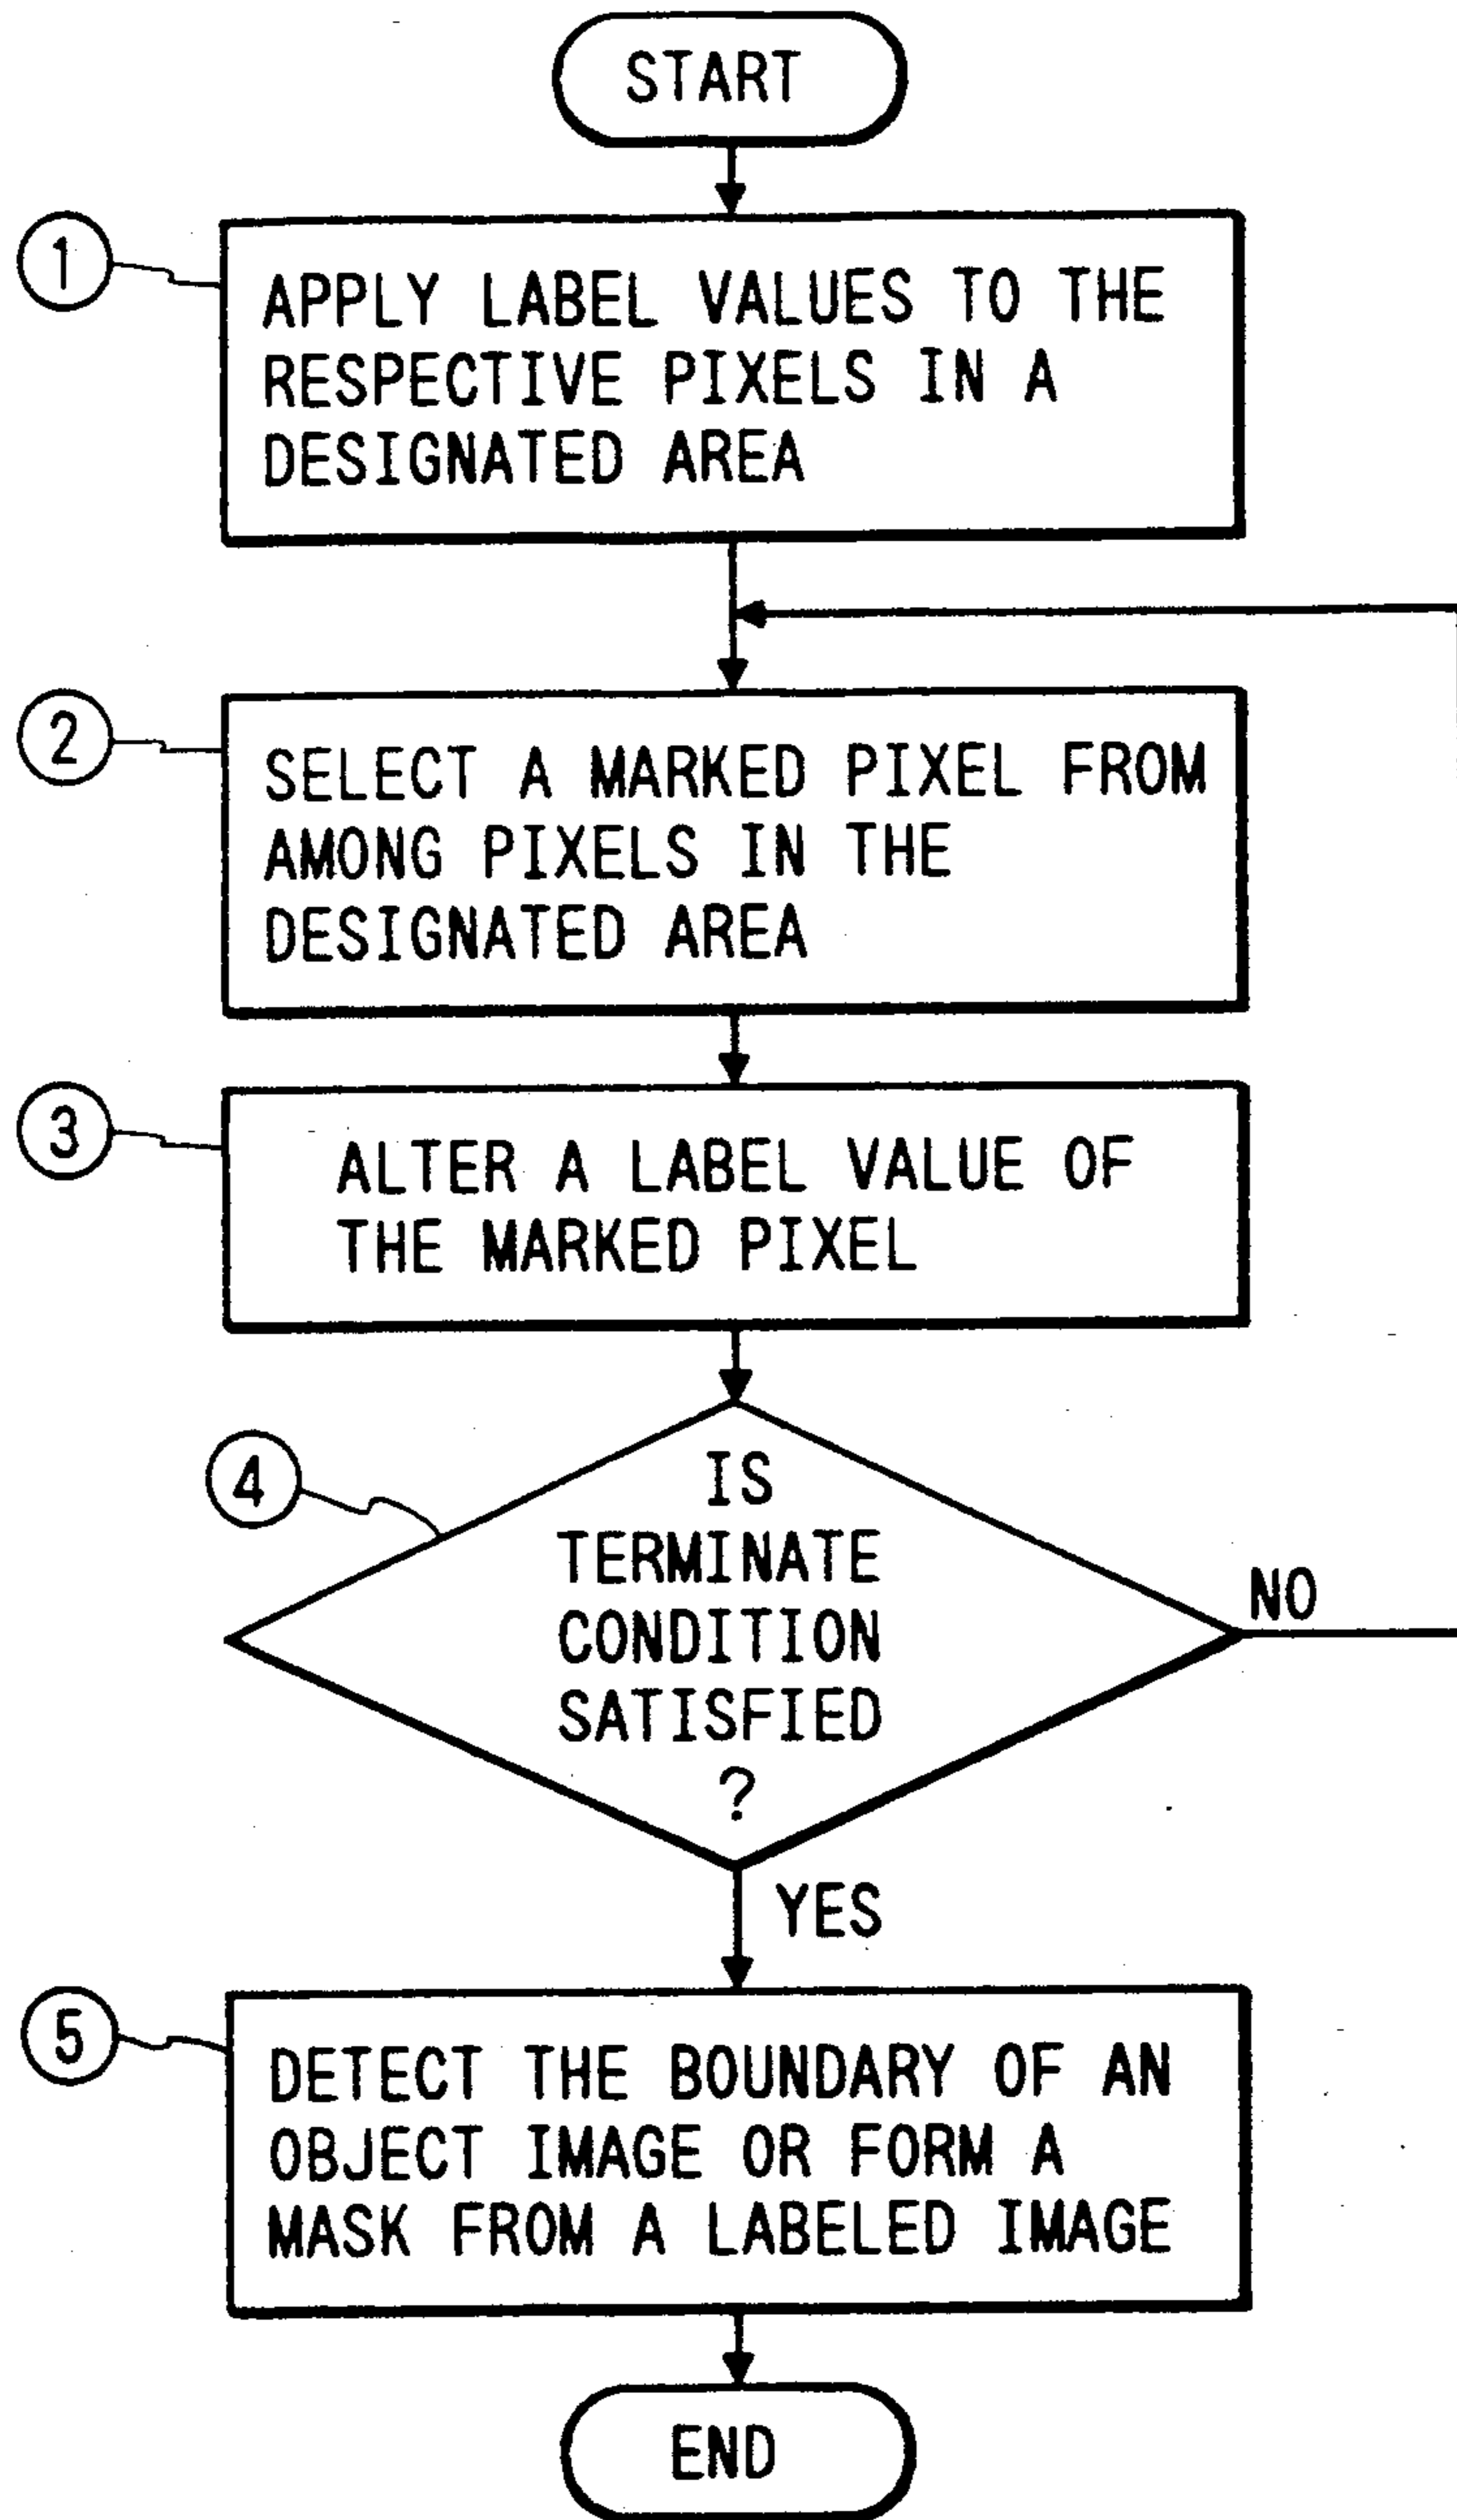 START
1
APPLY LABEL VALUES TO THE
RESPECTIVE PIXELS IN A
DESIGNATED AREA
2
SELECT A MARKED PIXEL FROM
AMONG PIXELS IN THE
DESIGNATED AREA
3
ALTER A LABEL VALUE OF
THE MARKED PIXEL
4
IS
TERMINATE
CONDITION
SATISFIED
?
NO
YES
5
DETECT THE BOUNDARY OF AN
OBJECT IMAGE OR FORM A
MASK FROM A LABELED IMAGE
END